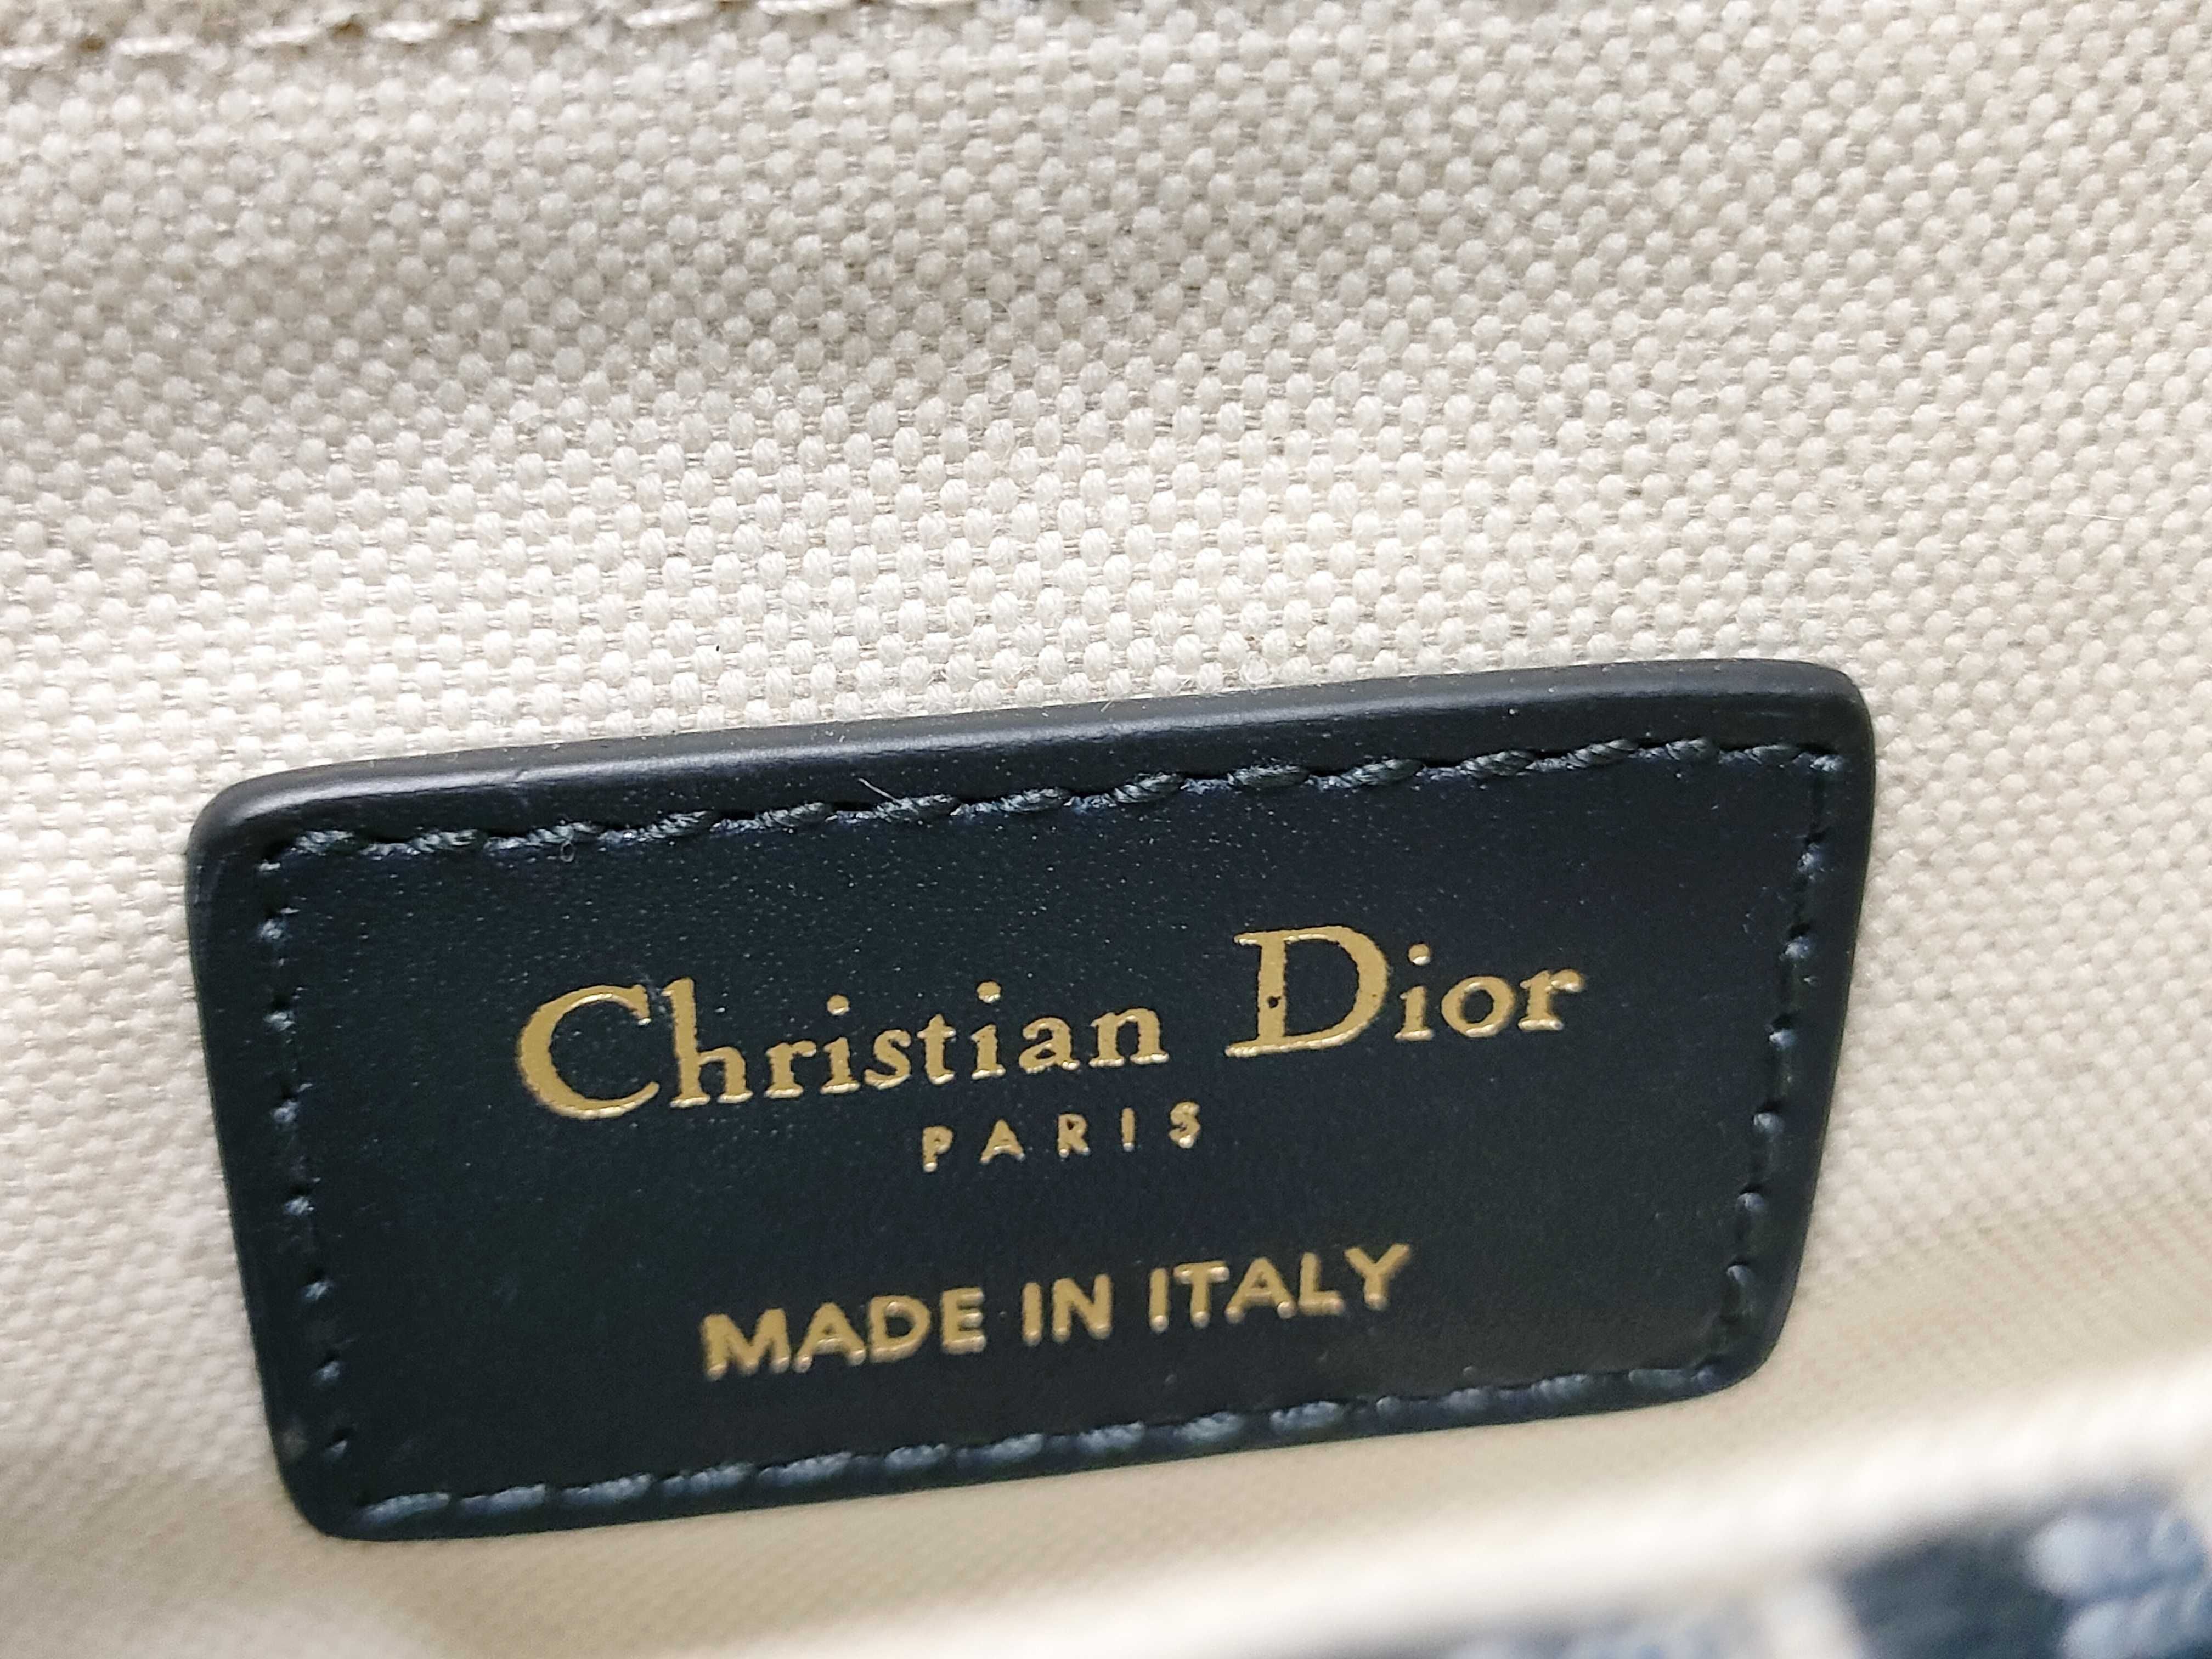 Christian Dior
PARIS
MADE IN ITALY